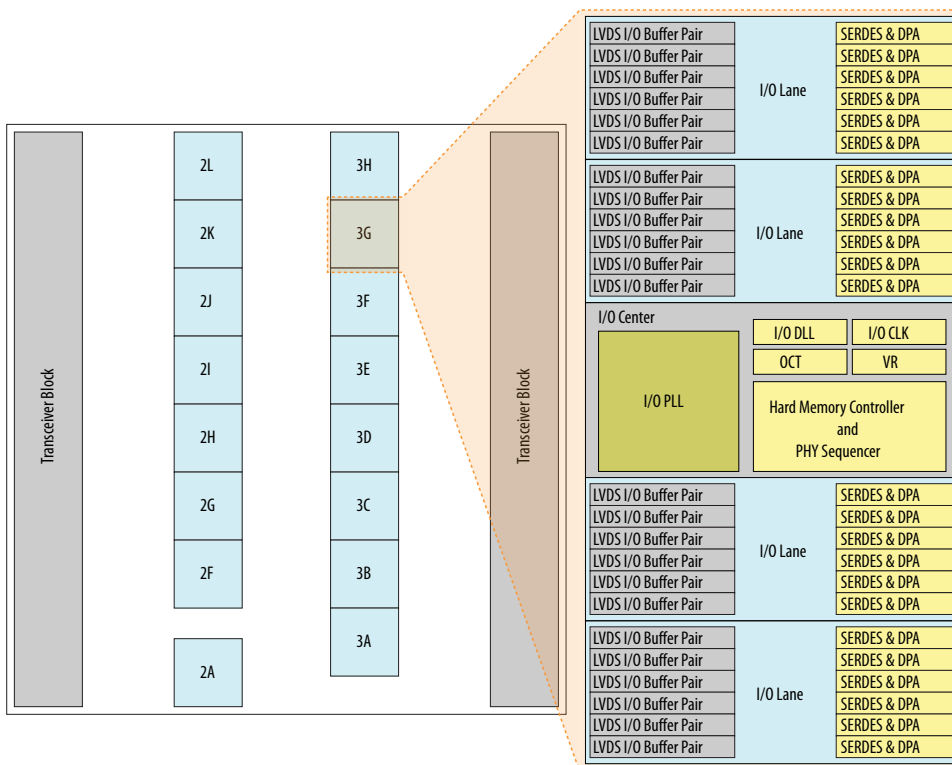 Transceiver Block
2L
2K
2J
2I
2H
2G
2F
2A
3H
3G
3F
3E
3D
3C
3B
3A
Transceiver Block
LVDS I/O Buffer Pair
LVDS I/O Buffer Pair
LVDS I/O Buffer Pair
LVDS I/O Buffer Pair
LVDS I/O Buffer Pair
LVDS I/O Buffer Pair
I/O Lane
SERDES & DPA
SERDES & DPA
SERDES & DPA
SERDES & DPA
SERDES & DPA
SERDES & DPA
LVDS I/O Buffer Pair
LVDS I/O Buffer Pair
LVDS I/O Buffer Pair
LVDS I/O Buffer Pair
LVDS I/O Buffer Pair
LVDS I/O Buffer Pair
I/O Lane
SERDES & DPA
SERDES & DPA
SERDES & DPA
SERDES & DPA
SERDES & DPA
SERDES & DPA
I/O Center
I/O PLL
I/O DLL
I/O CLK
OCT
VR
Hard Memory Controller
and
PHY Sequencer
LVDS I/O Buffer Pair
LVDS I/O Buffer Pair
LVDS I/O Buffer Pair
LVDS I/O Buffer Pair
LVDS I/O Buffer Pair
LVDS I/O Buffer Pair
I/O Lane
SERDES & DPA
SERDES & DPA
SERDES & DPA
SERDES & DPA
SERDES & DPA
SERDES & DPA
LVDS I/O Buffer Pair
LVDS I/O Buffer Pair
LVDS I/O Buffer Pair
LVDS I/O Buffer Pair
LVDS I/O Buffer Pair
LVDS I/O Buffer Pair
I/O Lane
SERDES & DPA
SERDES & DPA
SERDES & DPA
SERDES & DPA
SERDES & DPA
SERDES & DPA